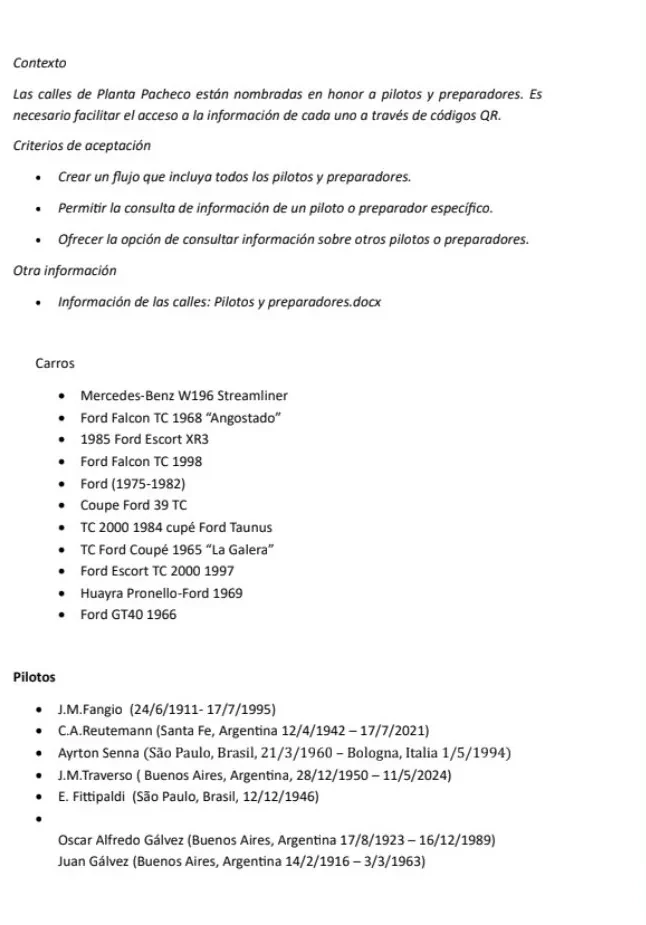 Contexto
Las calles de Planta Pacheco están nombradas en honor a pilotos y preparadores. Es
necesario facilitar el acceso a la información de cada uno a través de códigos QR.
Criterios de aceptación
• Crear un flujo que incluya todos los pilotos y preparadores.
• Permitir la consulta de información de un piloto o preparador específico.
• Ofrecer la opción de consultar información sobre otros pilotos o preparadores.
Otra información
• Información de las calles: Pilotos y preparadores.docx
Carros
• Mercedes-Benz W196 Streamliner
• Ford Falcon TC 1968 “Angostado”
• 1985 Ford Escort XR3
• Ford Falcon TC 1998
• Ford (1975-1982)
• Coupe Ford 39 TC
• TC 2000 1984 cupé Ford Taunus
• TC Ford Coupé 1965 “La Galera”
• Ford Escort TC 2000 1997
• Huayra Pronello-Ford 1969
• Ford GT40 1966
Pilotos
• J.M.Fangio (24/6/1911- 17/7/1995)
• C.A.Reutemann (Santa Fe, Argentina 12/4/1942 – 17/7/2021)
• Ayrton Senna (São Paulo, Brasil, 21/3/1960 – Bologna, Italia 1/5/1994)
• J.M.Traverso ( Buenos Aires, Argentina, 28/12/1950 – 11/5/2024)
• E. Fittipaldi (São Paulo, Brasil, 12/12/1946)
•
Oscar Alfredo Gálvez (Buenos Aires, Argentina 17/8/1923 – 16/12/1989)
Juan Gálvez (Buenos Aires, Argentina 14/2/1916 – 3/3/1963)